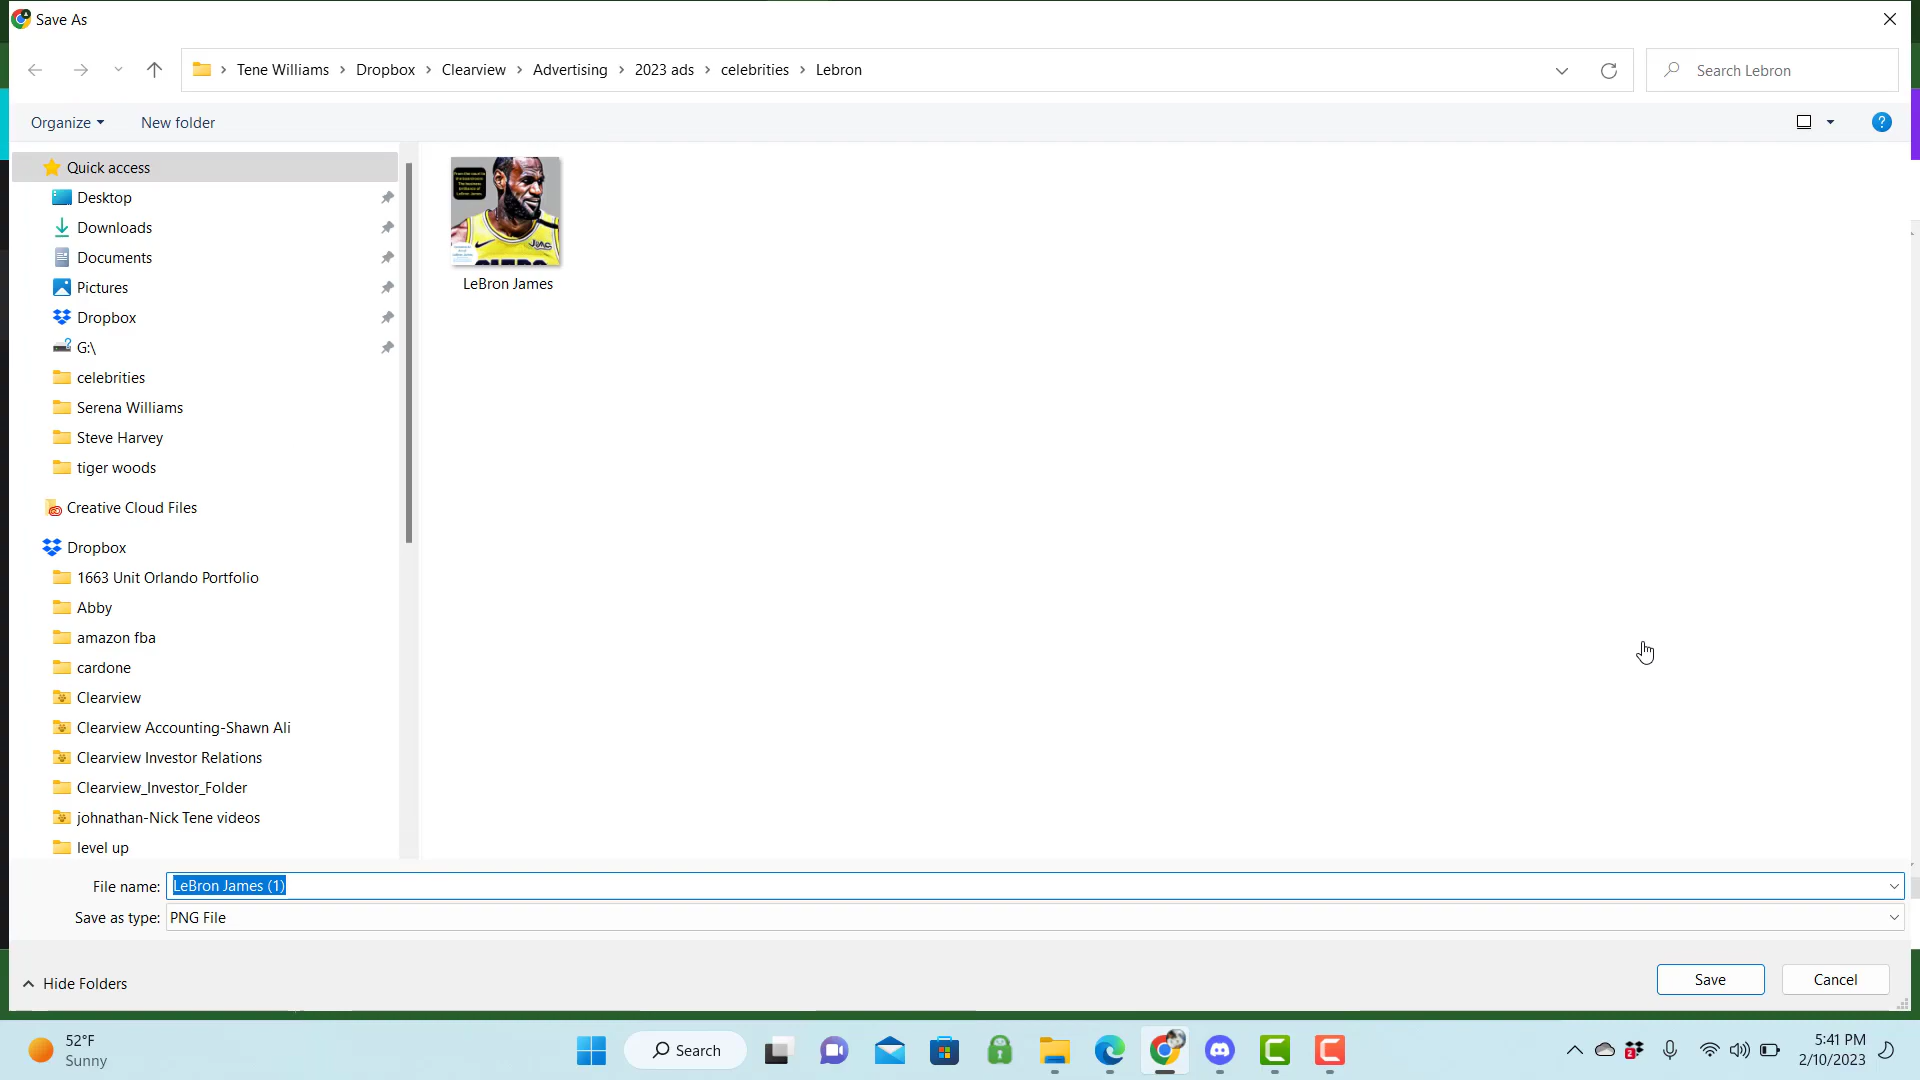 Save As
Tene Williams > Dropbox > Clearview > Advertising > 2023 ads > celebrities > Lebron
Search Lebron
Organize
New folder
Quick access
Desktop
Downloads
Documents
Pictures
Dropbox
G:\
celebrities
Serena Williams
Steve Harvey
tiger woods
Creative Cloud Files
Dropbox
1663 Unit Orlando Portfolio
Abby
amazon fba
cardone
Clearview
Clearview Accounting-Shawn Ali
Clearview Investor Relations
Clearview_Investor_Folder
johnathan-Nick Tene videos
level up
LeBron James
File name: LeBron James (1)
Save as type: PNG File
Hide Folders
Save
Cancel
52°F
Sunny
Search
2
5:41 PM
2/10/2023